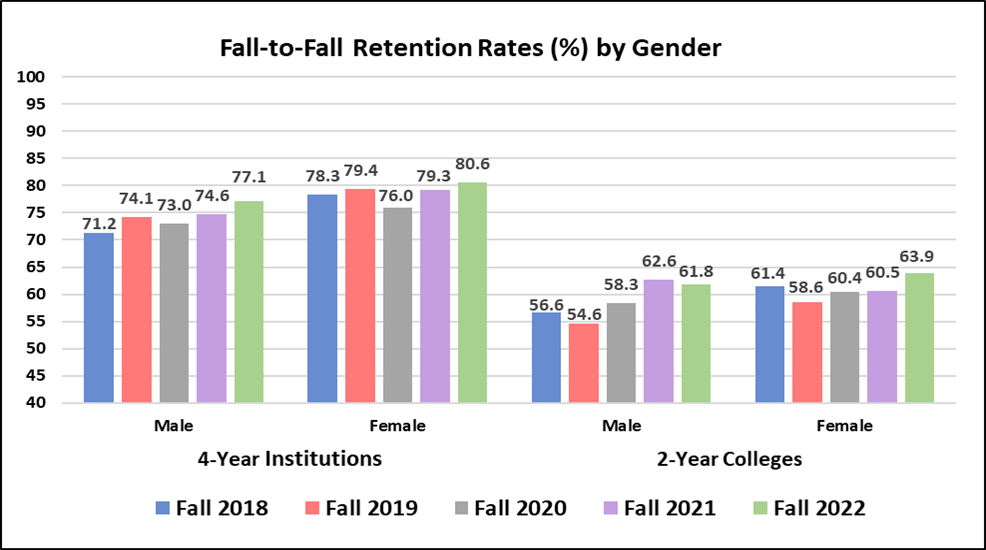 Fall-to-Fall Retention Rates (%) by Gender
100
95
90
85
80
75
70
65
60
55
50
45
40
71.2
74.1
73.0
74.6
77.1
78.3
79.4
76.0
79.3
80.6
56.6
54.6
58.3
62.6
61.8
61.4
58.6
60.4
60.5
63.9
Male
Female
Male
Female
4-Year Institutions
2-Year Colleges
Fall 2018
Fall 2019
Fall 2020
Fall 2021
Fall 2022